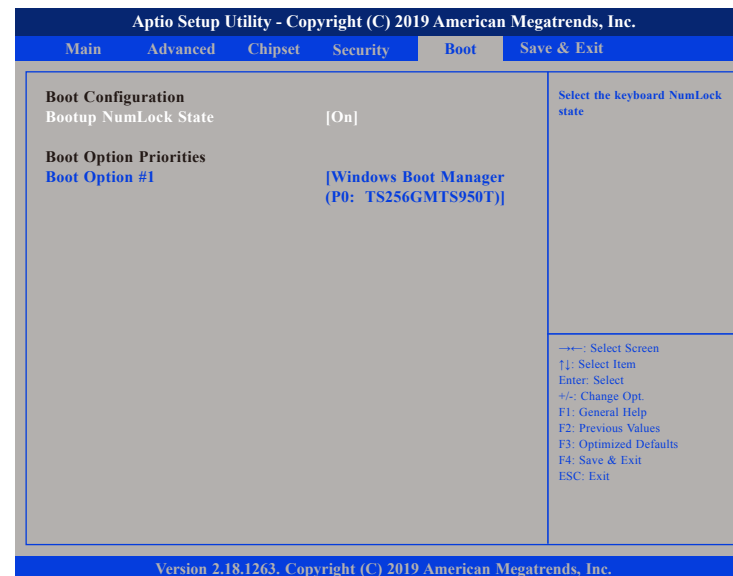 Aptio Setup Utility - Copyright (C) 2019 American Megatrends, Inc.
Main Advanced Chipset Security Boot Save & Exit
Boot Configuration
Bootup NumLock State [On]
Boot Option Priorities
Boot Option #1 [Windows Boot Manager
(P0: TS256GMTS950T)]
Select the keyboard NumLock
state
→←: Select Screen
↑↓: Select Item
Enter: Select
+/-: Change Opt.
F1: General Help
F2: Previous Values
F3: Optimized Defaults
F4: Save & Exit
ESC: Exit
Version 2.18.1263. Copyright (C) 2019 American Megatrends, Inc.